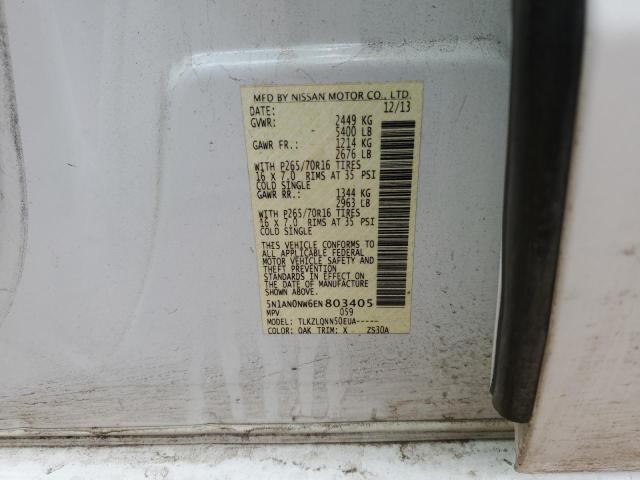 MFD BY NISSAN MOTOR CO., LTD.
DATE: 12/13
GVWR: 2449 KG
5400 LB
GAWR FR.: 1214 KG
2676 LB
WITH P265/70R16 TIRES
16 X 7.0 RIMS AT 35 PSI
COLD SINGLE
GAWR RR.: 1344 KG
2963 LB
WITH P265/70R16 TIRES
16 X 7.0 RIMS AT 35 PSI
COLD SINGLE
THIS VEHICLE CONFORMS TO
ALL APPLICABLE FEDERAL
MOTOR VEHICLE SAFETY AND
THEFT PREVENTION
STANDARDS IN EFFECT ON
THE DATE OF MANUFACTURE
SHOWN ABOVE.
5N1AN0NW6EN803405
MPV 059
MODEL: TLKZLQNN50EUA-----
COLOR: QAK TRIM: X ZS30A